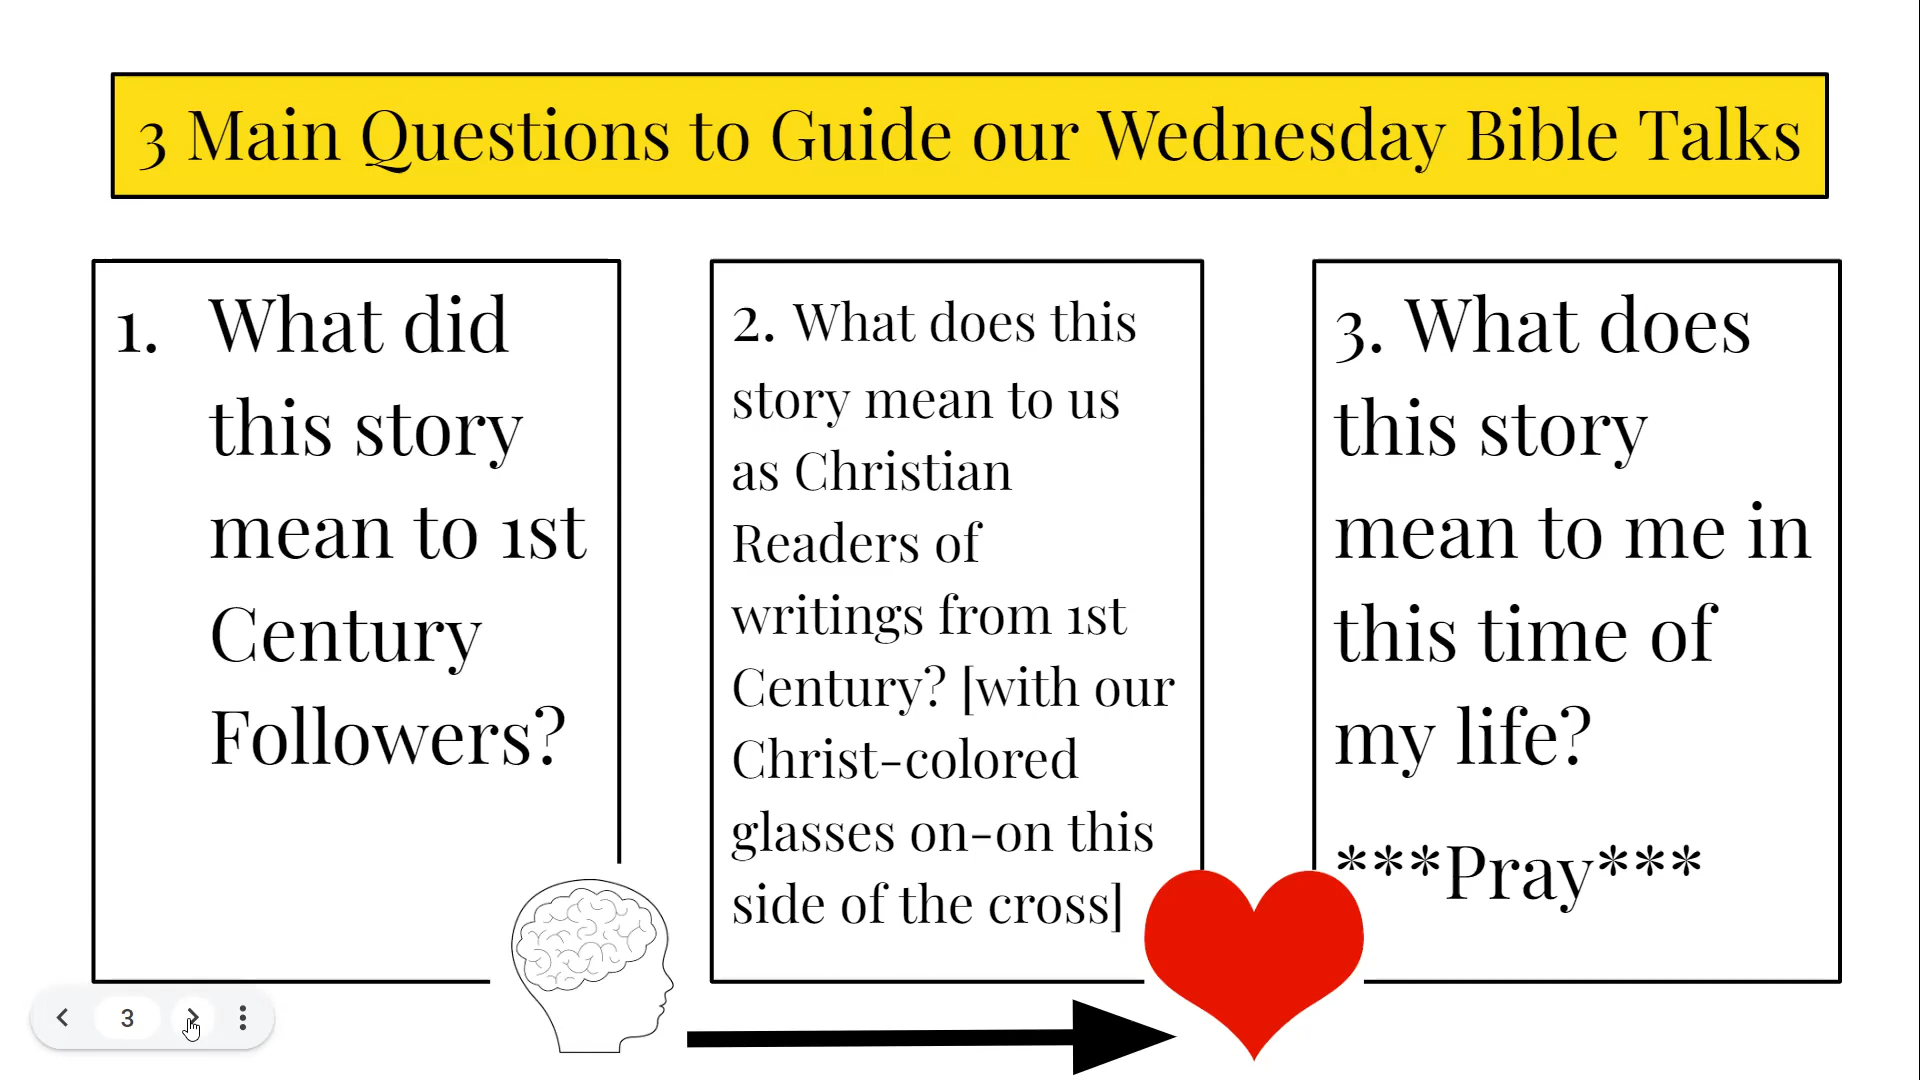 3 Main Questions to Guide our Wednesday Bible Talks
1. What did
this story
mean to 1st
Century
Followers?
2. What does this
story mean to us
as Christian
Readers of
writings from 1st
Century? [with our
Christ-colored
glasses on-on this
side of the cross]
3. What does
this story
mean to me in
this time of
my life?
***Pray***
3